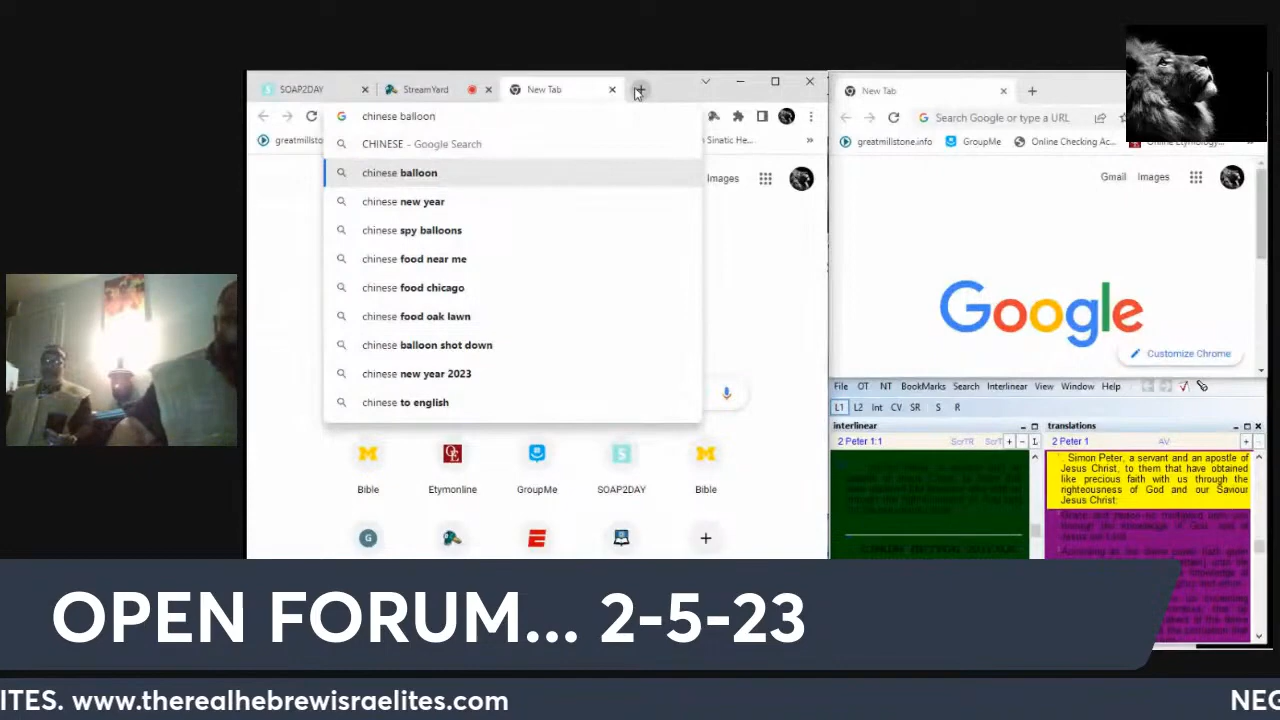 SOAP2DAY
StreamYard
New Tab
New Tab
chinese balloon
Search Google or type a URL
greatmillstone.info
GroupMe
Online Checking Ac...
CHINESE - Google Search
chinese balloon
chinese new year
chinese spy balloons
chinese food near me
chinese food chicago
chinese food oak lawn
chinese balloon shot down
chinese new year 2023
chinese to english
Images
Gmail
Images
Google
Customize Chrome
Bible
Etymonline
GroupMe
SOAP2DAY
Bible
File OT NT BookMarks Search Interlinear View Window Help
L1 L2 Int CV SR S R
interlinear
translations
2 Peter 1:1
2 Peter 1
AV
Simon Peter, a servant and an apostle of
Jesus Christ, to them that have obtained
like precious faith with us through the
righteousness of God and our Saviour
Jesus Christ:
OPEN FORUM... 2-5-23
ITES. www.therealhebrewisraelites.com
NEG